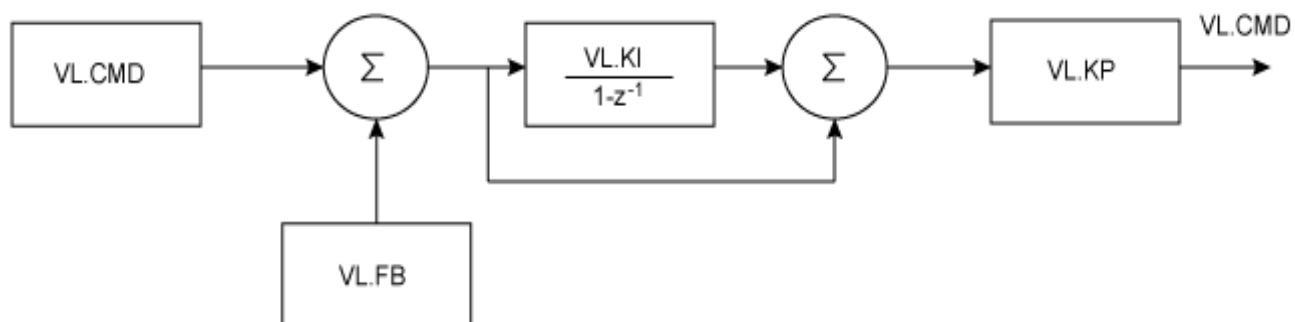 VL.CMD
VL.CMD
Σ
VL.KI
1-z⁻¹
Σ
VL.KP
VL.FB